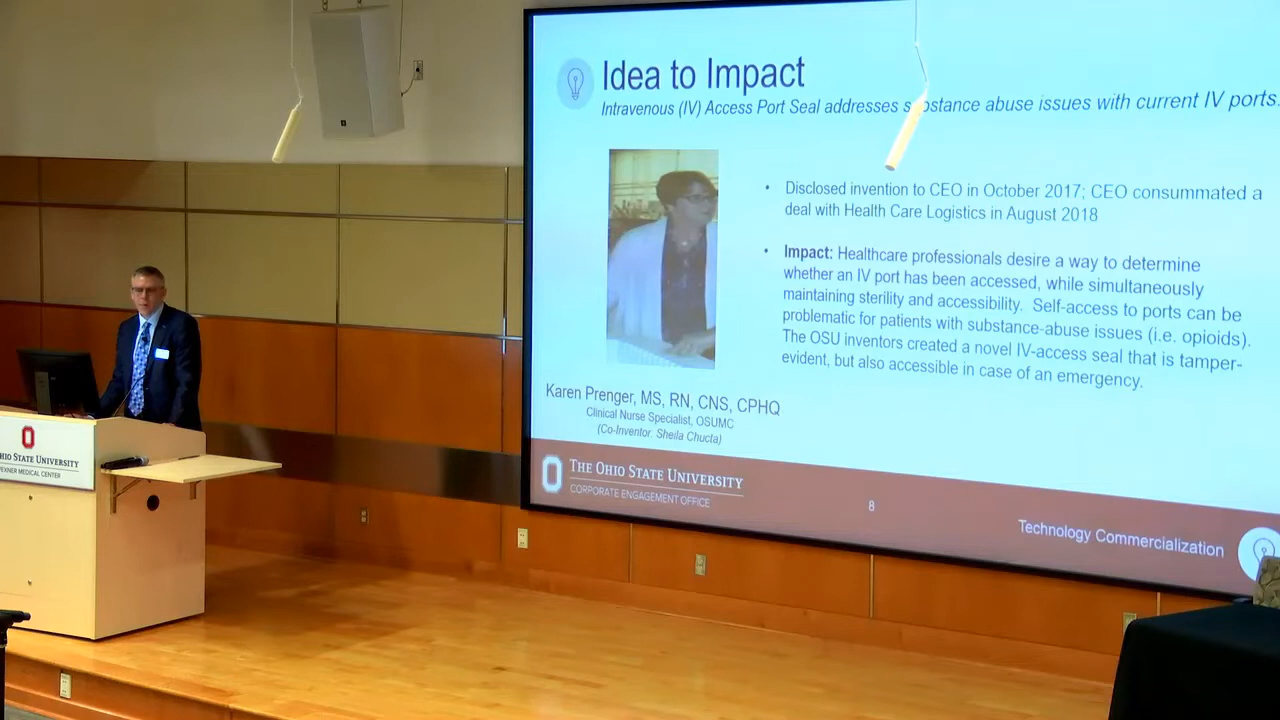 Idea to Impact
Intravenous (IV) Access Port Seal addresses substance abuse issues with current IV ports.
• Disclosed invention to CEO in October 2017; CEO consummated a
deal with Health Care Logistics in August 2018
• Impact: Healthcare professionals desire a way to determine
whether an IV port has been accessed, while simultaneously
maintaining sterility and accessibility. Self-access to ports can be
problematic for patients with substance-abuse issues (i.e. opioids).
The OSU inventors created a novel IV-access seal that is tamper-
evident, but also accessible in case of an emergency.
Karen Prenger, MS, RN, CNS, CPHQ
Clinical Nurse Specialist, OSUMC
(Co-Inventor: Sheila Chucta)
THE OHIO STATE UNIVERSITY
CORPORATE ENGAGEMENT OFFICE
8
Technology Commercialization
HIO STATE UNIVERSITY
EXNER MEDICAL CENTER